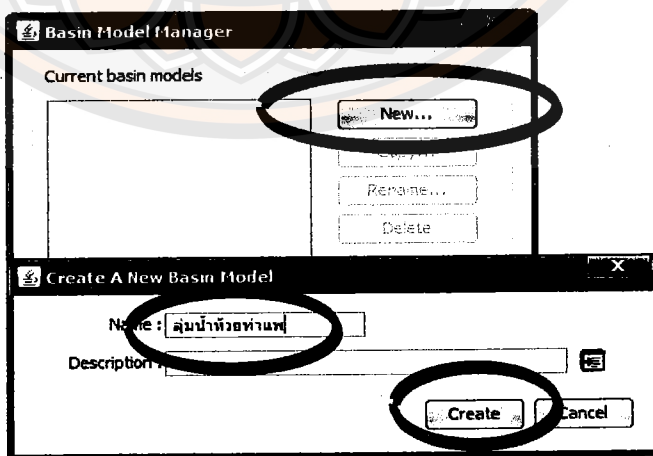 Basin Model Manager
Current basin models
New...
Copy...
Rename...
Delete
Create A New Basin Model
X
Name : ลุ่มน้ำห้วยท่าแพ
Description :
Create
Cancel